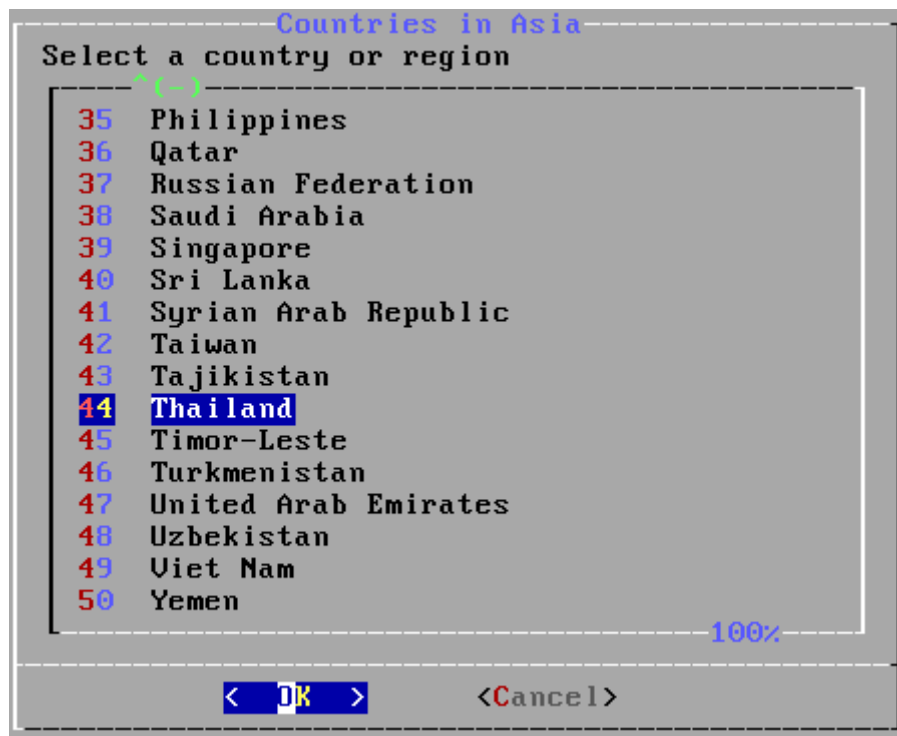 Countries in Asia
Select a country or region
^(-)
35 Philippines
36 Qatar
37 Russian Federation
38 Saudi Arabia
39 Singapore
40 Sri Lanka
41 Syrian Arab Republic
42 Taiwan
43 Tajikistan
44 Thailand
45 Timor-Leste
46 Turkmenistan
47 United Arab Emirates
48 Uzbekistan
49 Viet Nam
50 Yemen
100%
< OK > <Cancel>